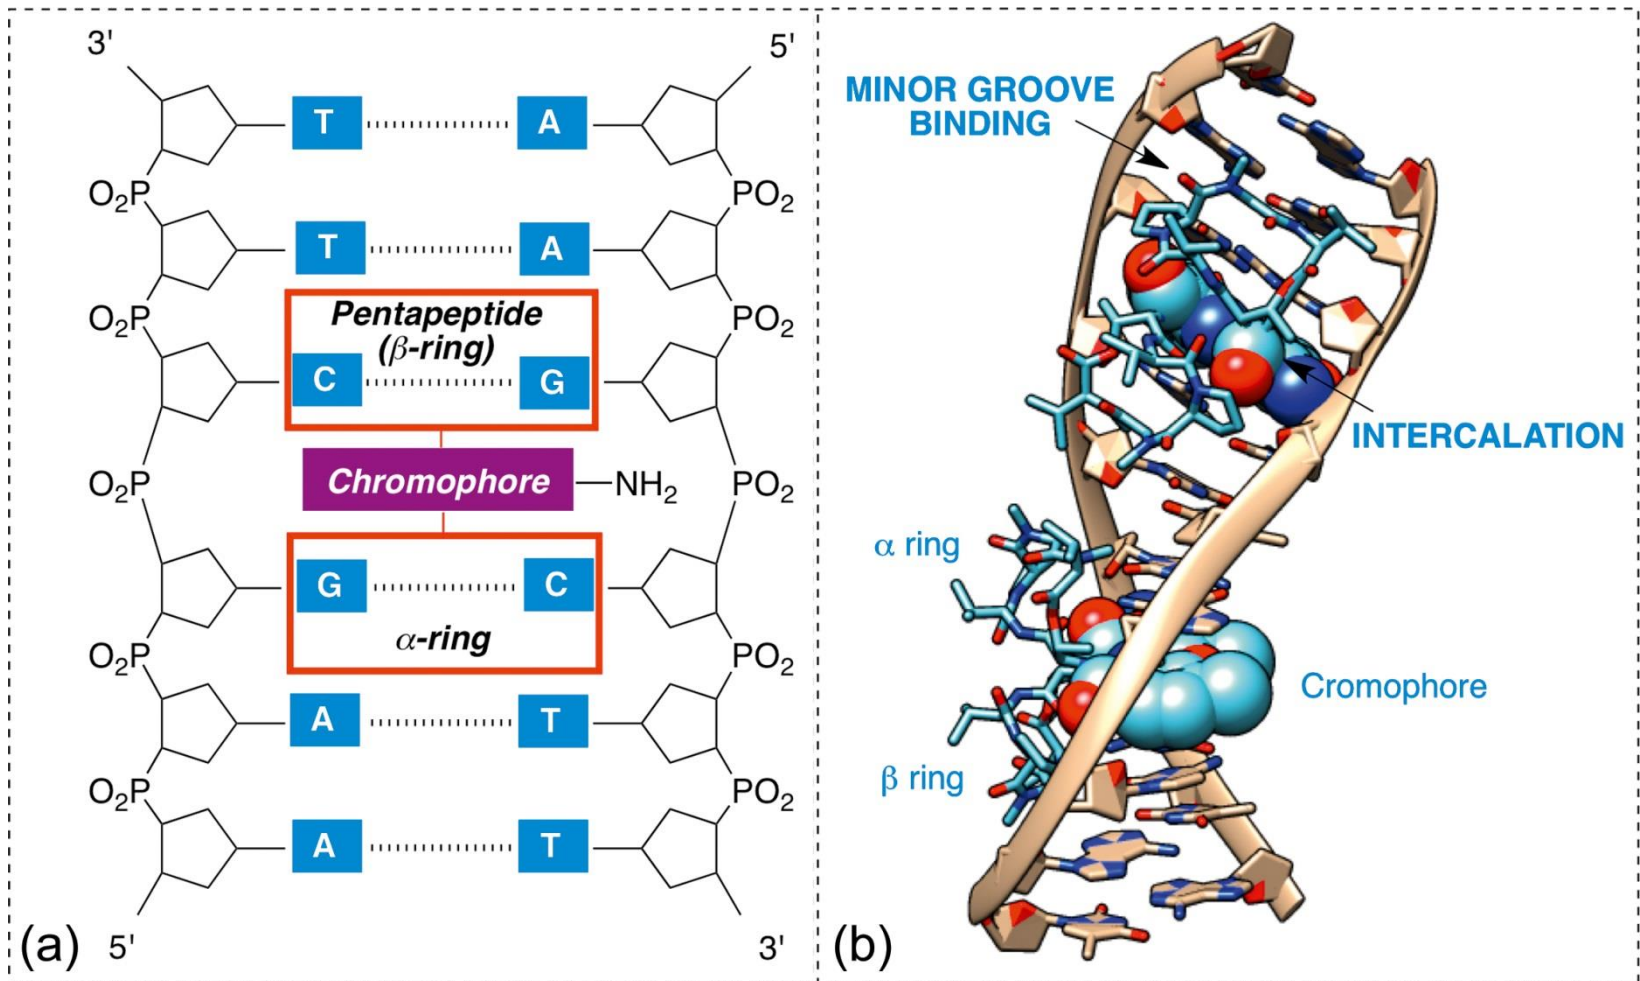 3' 5'
T A
O₂P PO₂
T A
O₂P PO₂
Pentapeptide
(β-ring)
C G
Chromophore
O₂P NH₂ PO₂
G C
α-ring
O₂P PO₂
A T
O₂P PO₂
A T
(a) 5' 3'
MINOR GROOVE
BINDING
INTERCALATION
α ring
Cromophore
β ring
(b)